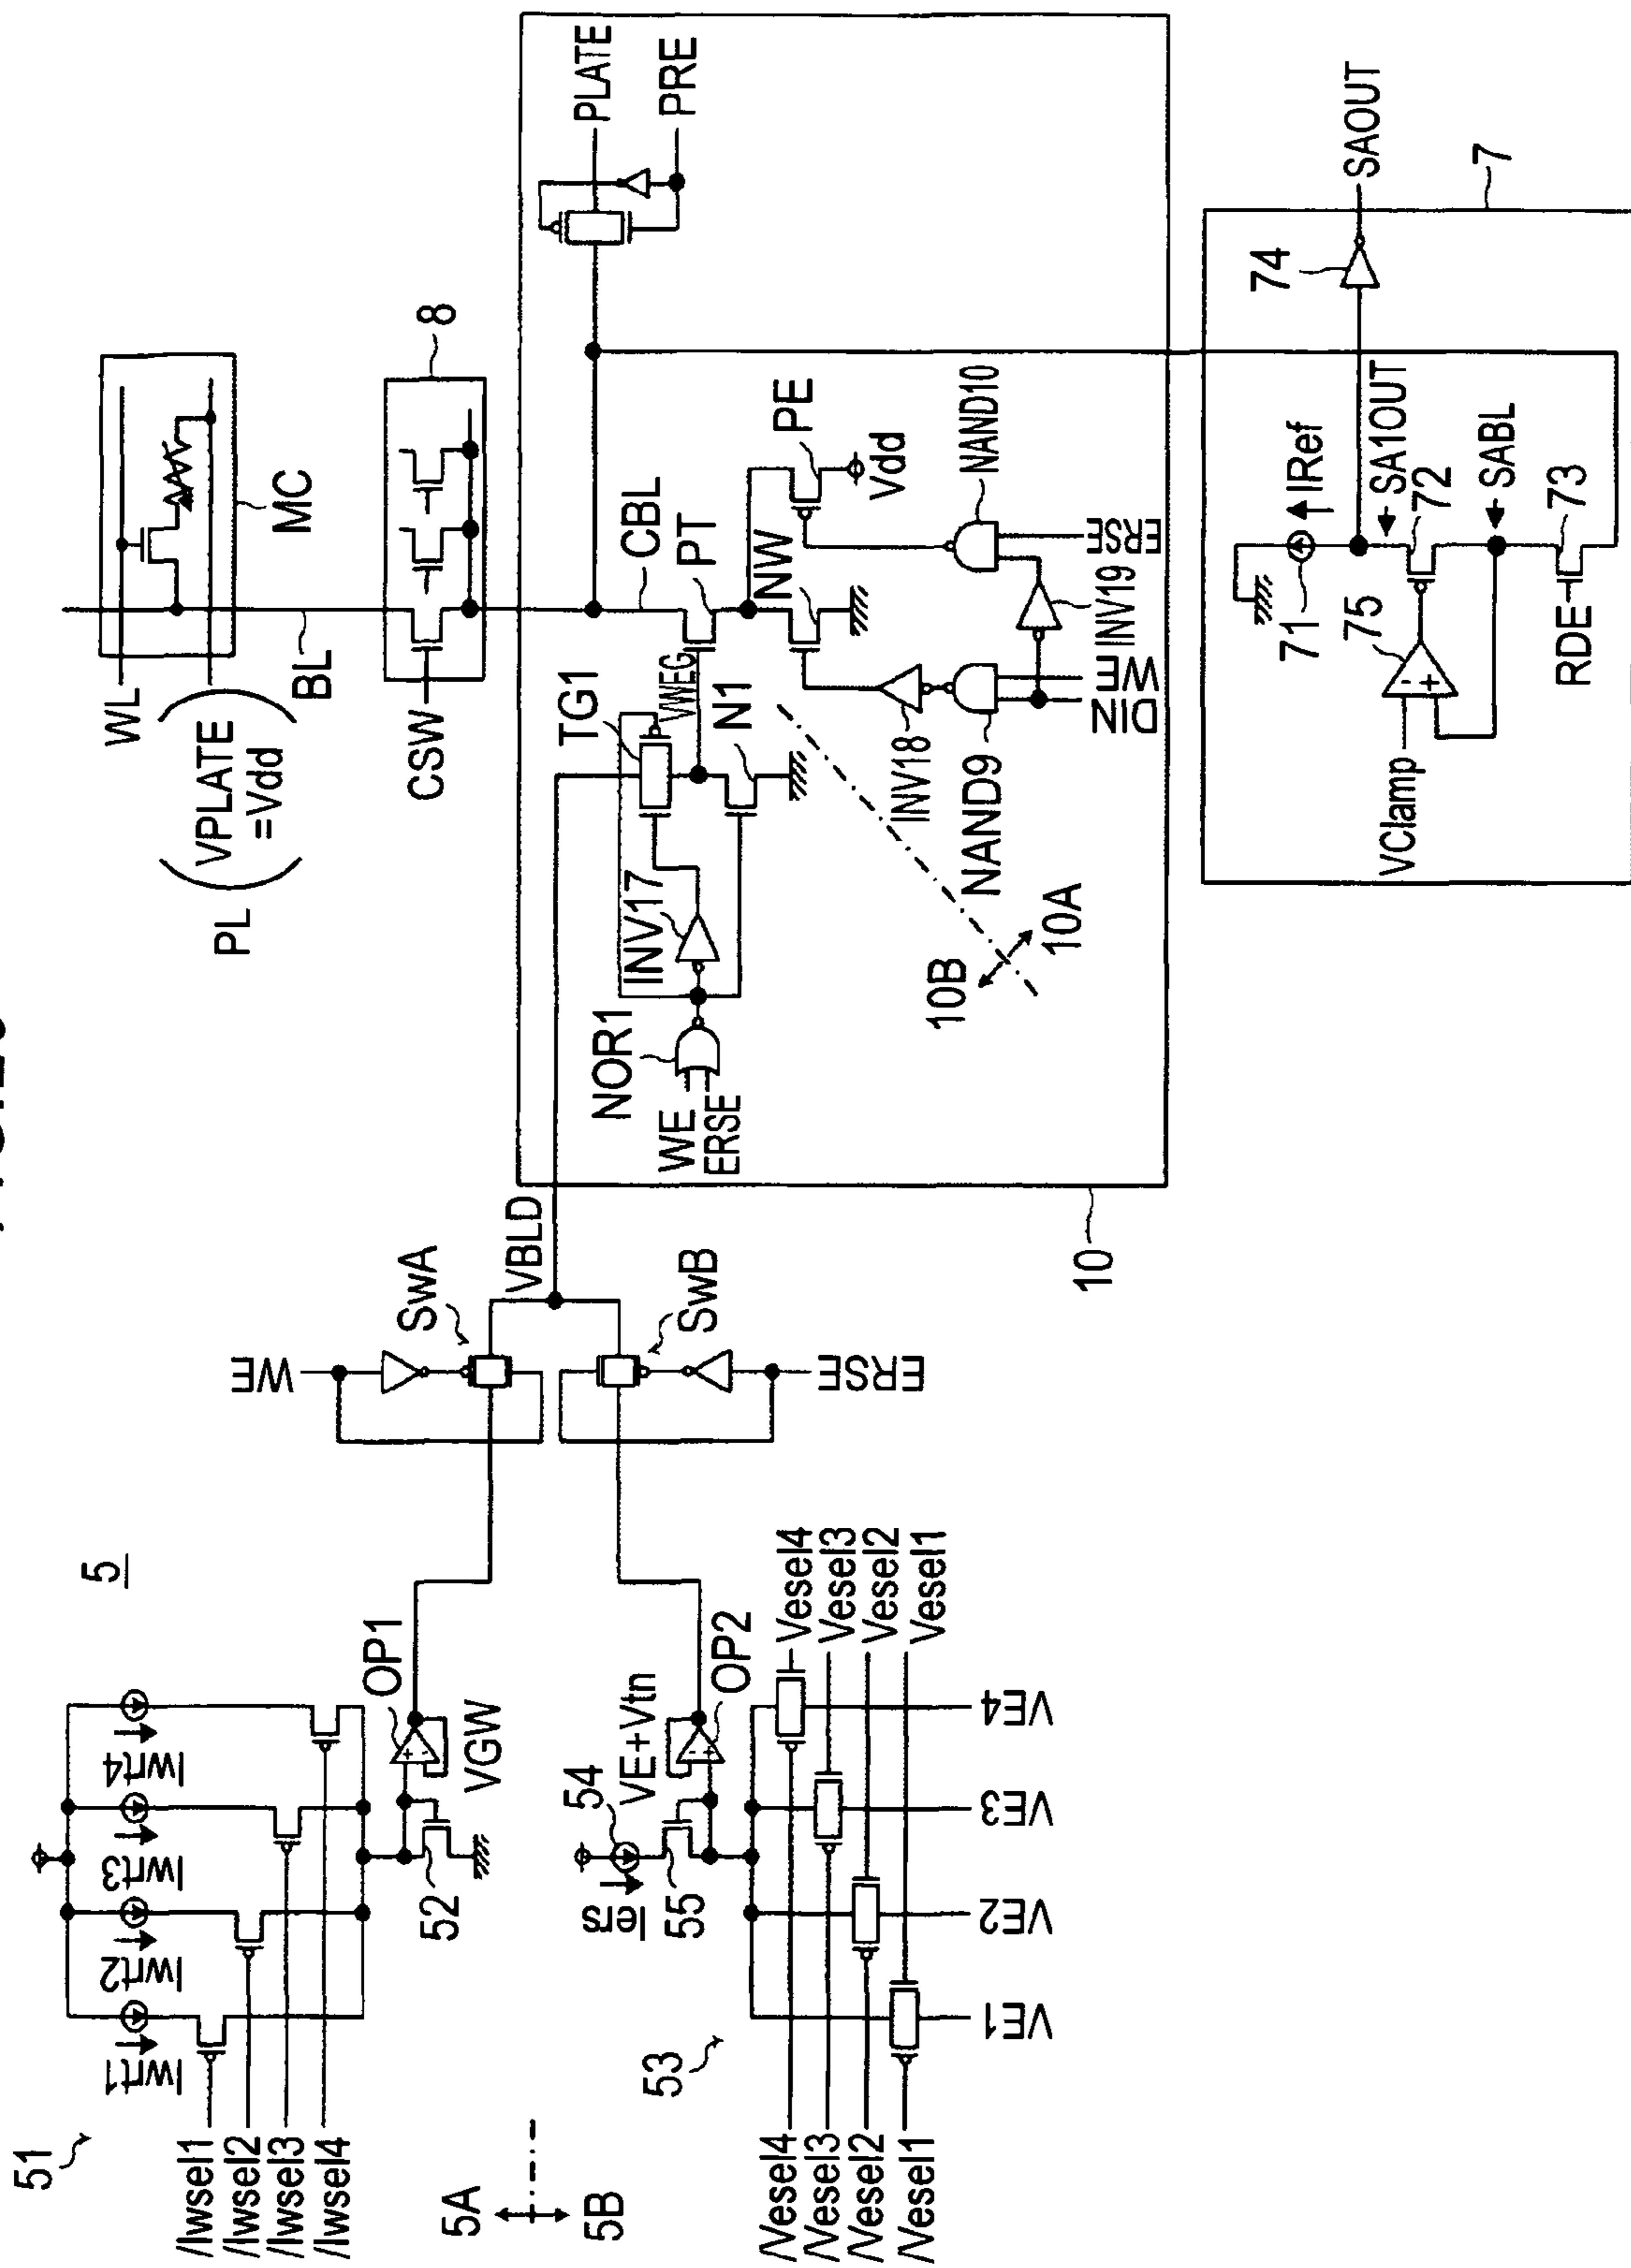 51
/Iwsel1
/Iwsel2
/Iwsel3
/Iwsel4
Iwrt1
Iwrt2
Iwrt3
Iwrt4
5
5A
5B
52
OP1
VGW
53
54
Iers
55
VE+Vtn
OP2
/Vesel4
/Vesel3
/Vesel2
/Vesel1
Vesel4
Vesel3
Vesel2
Vesel1
VE1
VE2
VE3
VE4
WE
SwA
VBLD
SwB
ERSE
WL
PL
(VPLATE
=Vdd)
MC
BL
CSW
8
10
NOR1
WE
ERSE
INV17
TG1
VWEG
N1
10B
10A
CBL
PT
NW
PE
Vdd
INV18
NAND9
DIN
WE
INV19
NAND10
ERSE
PLATE
PRE
7
71
IRef
SA1OUT
72
SABL
75
VClamp
RDE
73
74
SAOUT